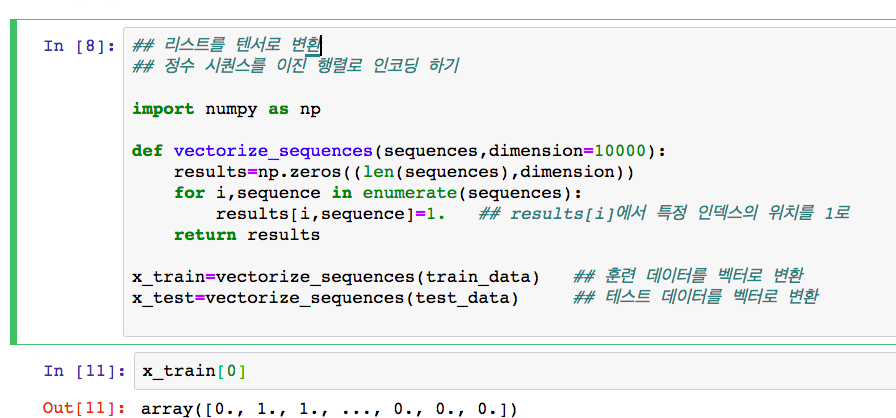 In [8]: ## 리스트를 텐서로 변환
## 정수 시퀀스를 이진 행렬로 인코딩 하기
import numpy as np
def vectorize_sequences(sequences,dimension=10000):
results=np.zeros((len(sequences),dimension))
for i,sequence in enumerate(sequences):
results[i,sequence]=1. ## results[i]에서 특정 인덱스의 위치를 1로
return results
x_train=vectorize_sequences(train_data) ## 훈련 데이터를 벡터로 변환
x_test=vectorize_sequences(test_data) ## 테스트 데이터를 벡터로 변환
In [11]: x_train[0]
Out[11]: array([0., 1., 1., ..., 0., 0., 0.])